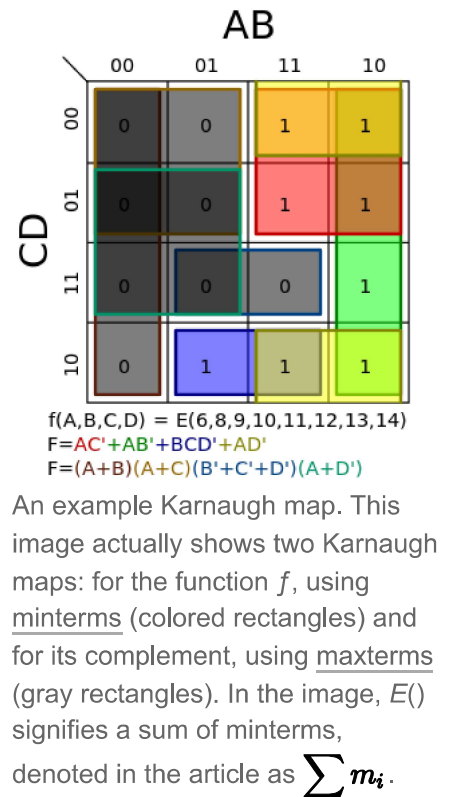 AB
00 01 11 10
CD
00 0 0 1 1
01 0 0 1 1
11 0 0 0 1
10 0 1 1 1
f(A,B,C,D) = E(6,8,9,10,11,12,13,14)
F=AC'+AB'+BCD'+AD'
F=(A+B)(A+C)(B'+C'+D')(A+D')
An example Karnaugh map. This
image actually shows two Karnaugh
maps: for the function ƒ, using
minterms (colored rectangles) and
for its complement, using maxterms
(gray rectangles). In the image, E()
signifies a sum of minterms,
denoted in the article as ∑ mᵢ.